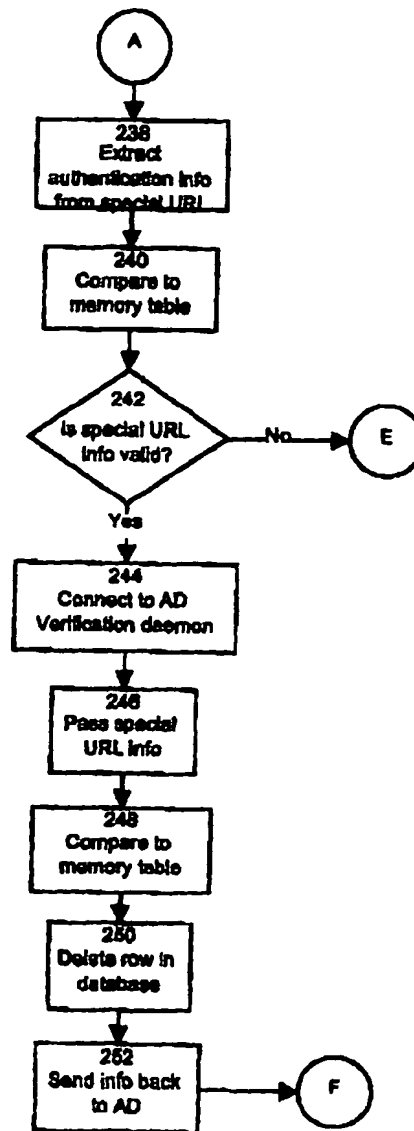 A
238
Extract
authentication info
from special URL
240
Compare to
memory table
242
Is special URL
info valid?
No
E
Yes
244
Connect to AD
Verification daemon
246
Pass special
URL info
248
Compare to
memory table
250
Delete row in
database
252
Send info back
to AD
F